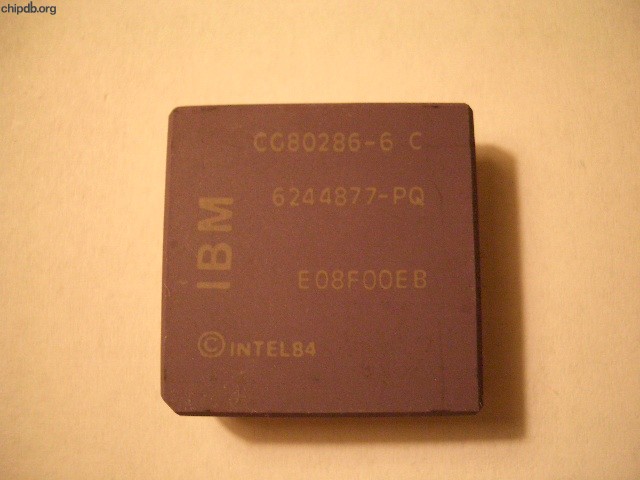 chipdb.org
CG80286-6 C
6244877-PQ
IBM
E08F00EB
© INTEL84